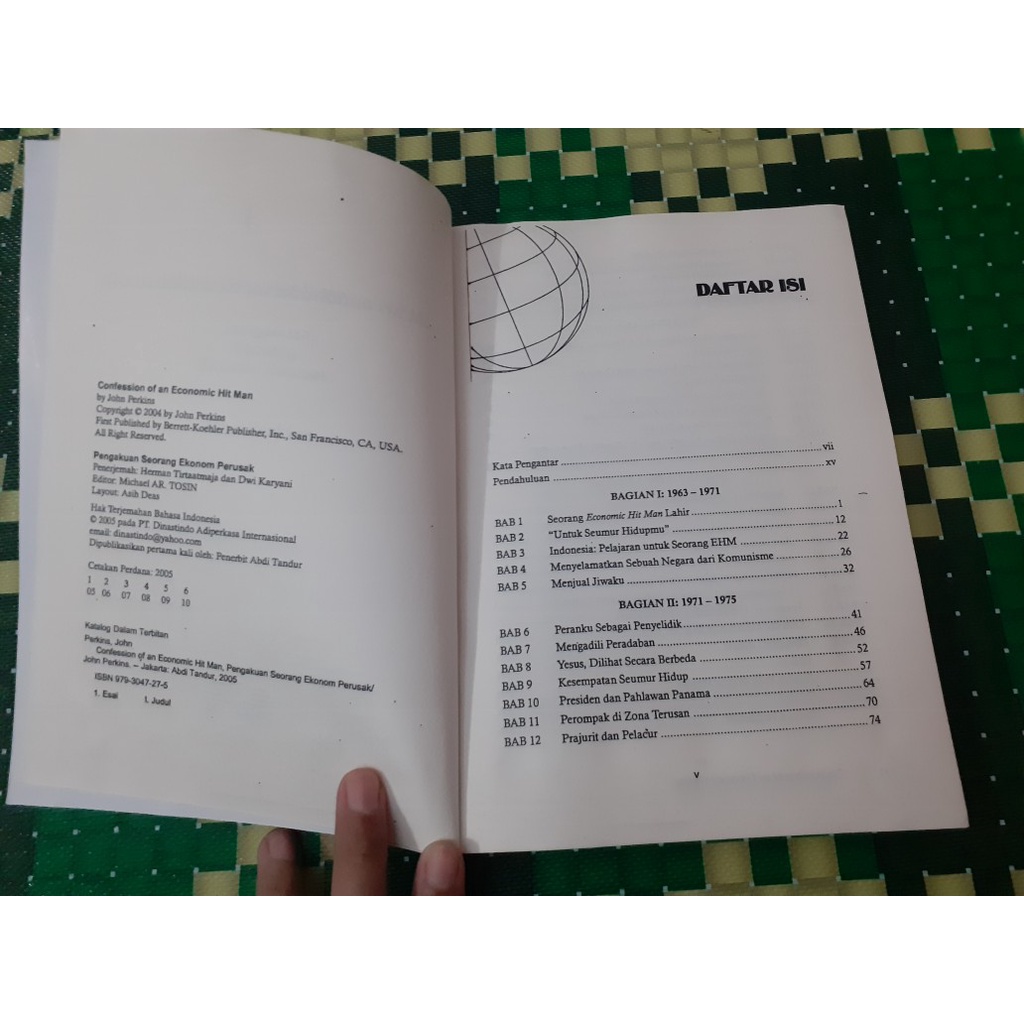 Confession of an Economic Hit Man
by John Perkins
Copyright © 2004 by John Perkins
First Published by Berrett-Koehler Publisher, Inc., San Francisco, CA, USA.
All Right Reserved.
Pengakuan Seorang Ekonom Perusak
Penerjemah: Herman Tirtaatmaja dan Dwi Karyani
Editor: Michael AR. TOSIN
Layout: Asih Deas
Hak Terjemahan Bahasa Indonesia
© 2005 pada PT. Dinastindo Adiperkasa Internasional
email: dinastindo@yahoo.com
Dipublikasikan pertama kali oleh: Penerbit Abdi Tandur
Cetakan Perdana: 2005
1 2 3 4 5 6
05 06 07 08 09 10
Katalog Dalam Terbitan
Perkins, John
Confession of an Economic Hit Man, Pengakuan Seorang Ekonom Perusak/
John Perkins. – Jakarta: Abdi Tandur, 2005
ISBN 979-3047-27-5
1. Esai I. Judul
DAFTAR ISI
Kata Pengantar ........ vii
Pendahuluan ........ xv
BAGIAN I: 1963 – 1971
BAB 1 Seorang Economic Hit Man Lahir ........ 1
BAB 2 “Untuk Seumur Hidupmu” ........ 12
BAB 3 Indonesia: Pelajaran untuk Seorang EHM ........ 22
BAB 4 Menyelamatkan Sebuah Negara dari Komunisme ........ 26
BAB 5 Menjual Jiwaku ........ 32
BAGIAN II: 1971 – 1975
BAB 6 Peranku Sebagai Penyelidik ........ 41
BAB 7 Mengadili Peradaban ........ 46
BAB 8 Yesus, Dilihat Secara Berbeda ........ 52
BAB 9 Kesempatan Seumur Hidup ........ 57
BAB 10 Presiden dan Pahlawan Panama ........ 64
BAB 11 Perompak di Zona Terusan ........ 70
BAB 12 Prajurit dan Pelacur ........ 74
v